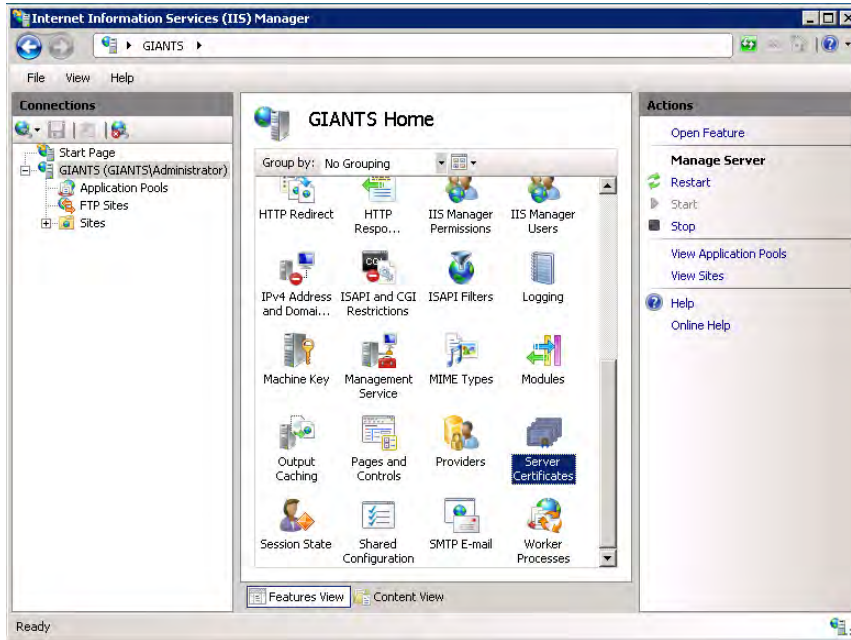 Internet Information Services (IIS) Manager
GIANTS
File View Help
Connections
Start Page
GIANTS (GIANTS\Administrator)
Application Pools
FTP Sites
Sites
GIANTS Home
Group by: No Grouping
HTTP Redirect
HTTP Respo...
IIS Manager Permissions
IIS Manager Users
IPv4 Address and Domai...
ISAPI and CGI Restrictions
ISAPI Filters
Logging
Machine Key
Management Service
MIME Types
Modules
Output Caching
Pages and Controls
Providers
Server Certificates
Session State
Shared Configuration
SMTP E-mail
Worker Processes
Features View
Content View
Actions
Open Feature
Manage Server
Restart
Start
Stop
View Application Pools
View Sites
Help
Online Help
Ready